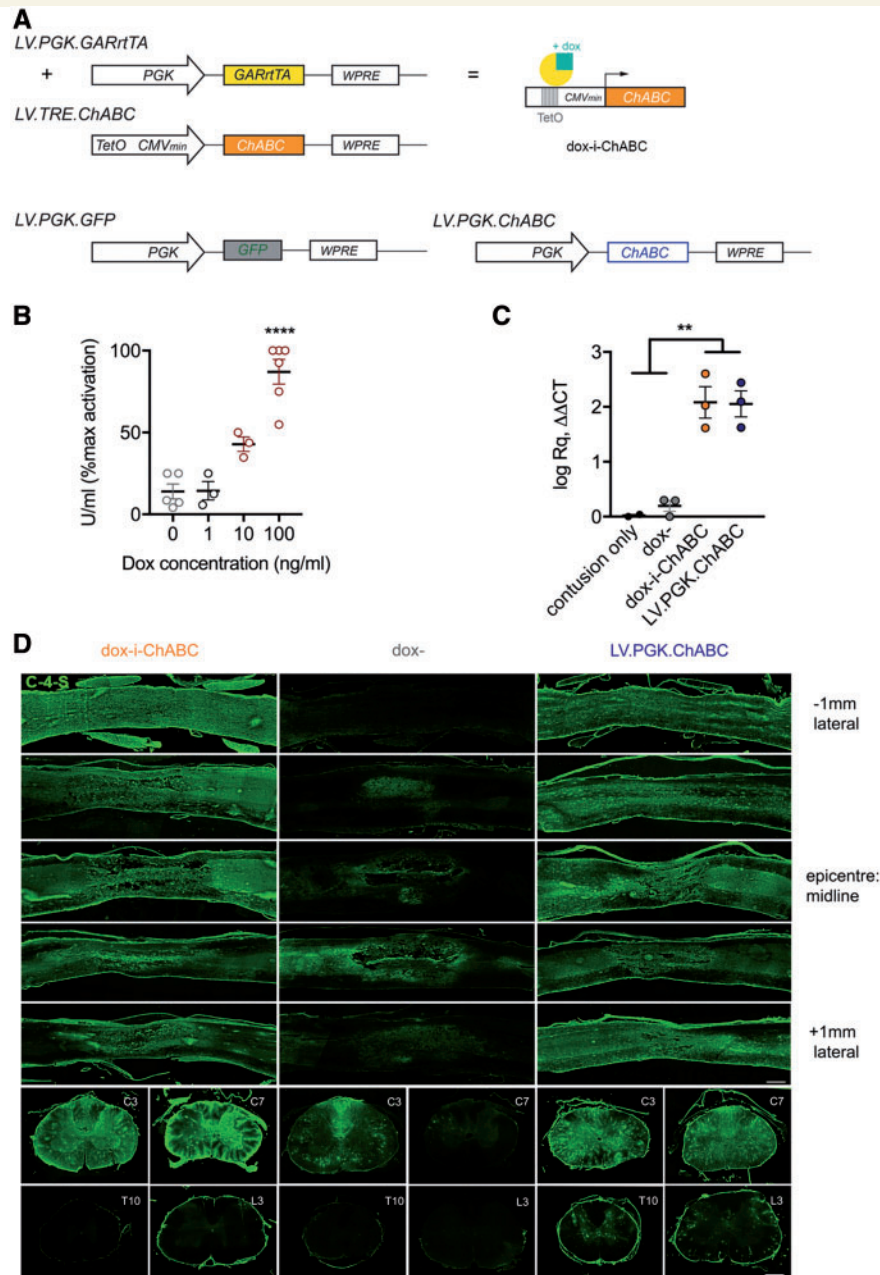 A
LV.PGK.GARrtTA
+
PGK
GARrtTA
WPRE
=
+ dox
CMVmin
ChABC
TetO
dox-i-ChABC
LV.TRE.ChABC
TetO CMVmin
ChABC
WPRE
LV.PGK.GFP
PGK
GFP
WPRE
LV.PGK.ChABC
PGK
ChABC
WPRE
B
****
100
50
0
U/ml (%max activation)
0 1 10 100
Dox concentration (ng/ml)
C
**
3
2
1
0
log Rq, ΔΔCT
contusion only
dox-
dox-i-ChABC
LV.PGK.ChABC
D
dox-i-ChABC dox- LV.PGK.ChABC
C-4-S
-1mm
lateral
epicentre:
midline
+1mm
lateral
C3 C7 C3 C7 C3 C7
T10 L3 T10 L3 T10 L3